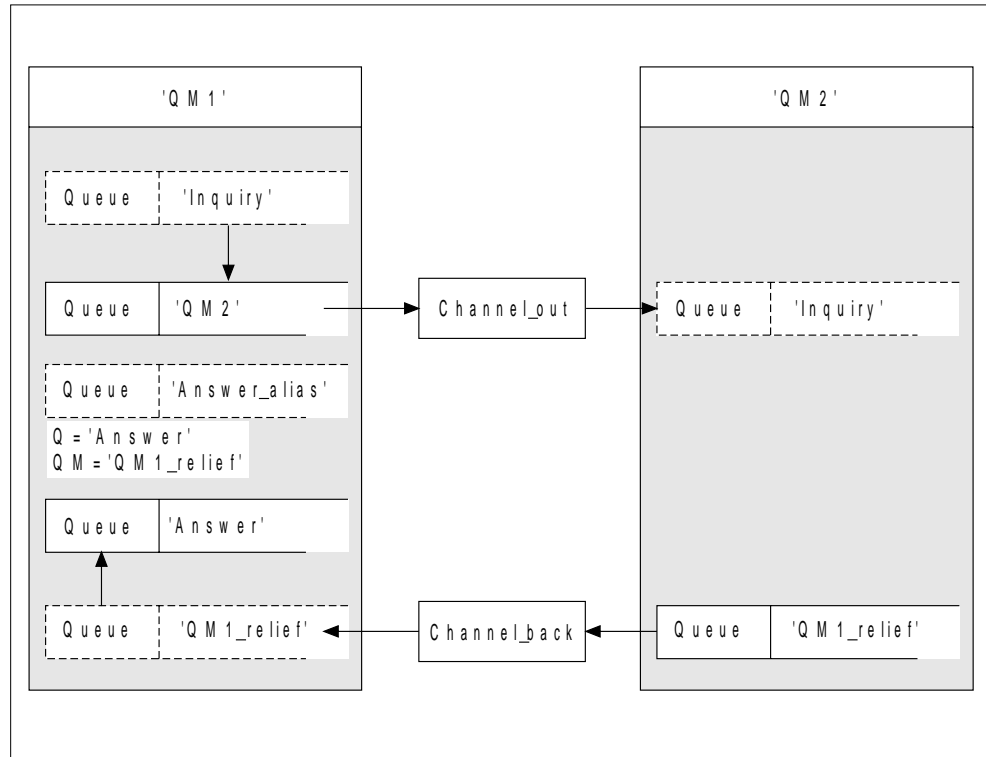 'QM1'
'QM2'
Queue 'Inquiry'
Queue 'QM2'
Channel_out
Queue 'Inquiry'
Queue 'Answer_alias'
Q='Answer'
QM='QM1_relief'
Queue 'Answer'
Queue 'QM1_relief'
Channel_back
Queue 'QM1_relief'